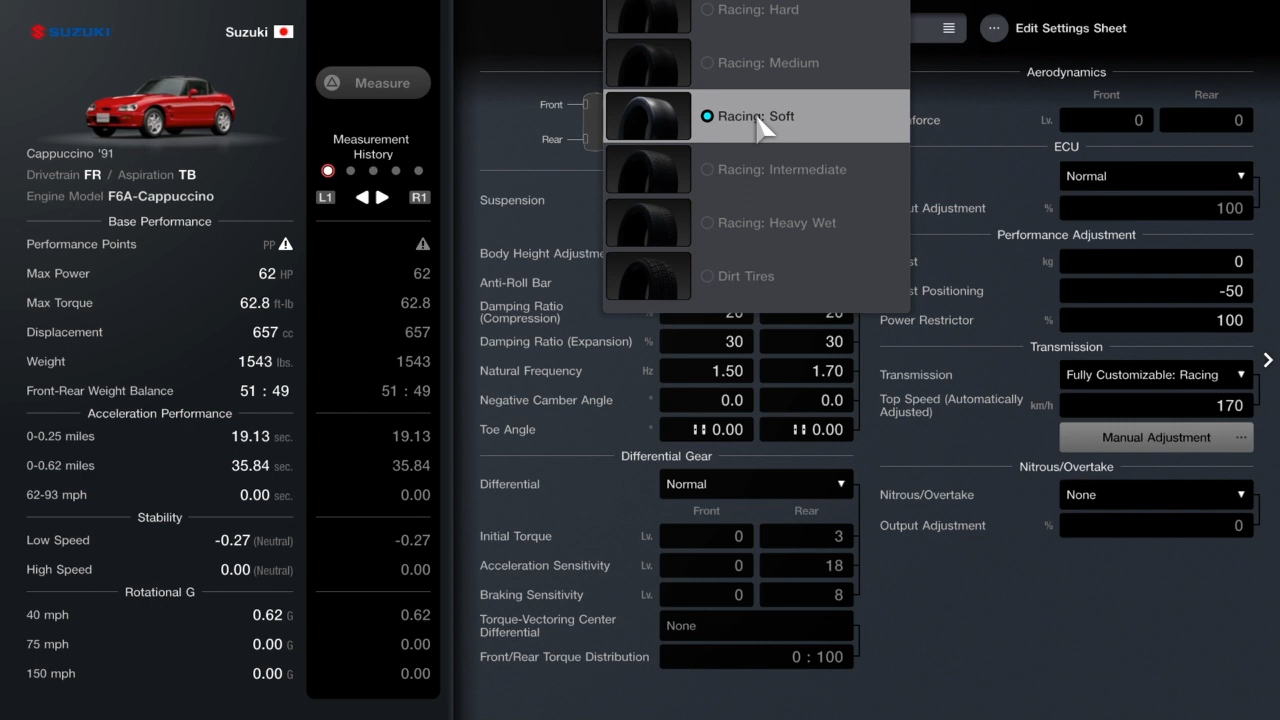 SUZUKI
Suzuki
Cappuccino '91
Drivetrain FR / Aspiration TB
Engine Model F6A-Cappuccino
Base Performance
Performance Points PP
Max Power 62 HP
Max Torque 62.8 ft-lb
Displacement 657 cc
Weight 1543 lbs.
Front-Rear Weight Balance 51 : 49
Acceleration Performance
0-0.25 miles 19.13 sec.
0-0.62 miles 35.84 sec.
62-93 mph 0.00 sec.
Stability
Low Speed -0.27 (Neutral)
High Speed 0.00 (Neutral)
Rotational G
40 mph 0.62 G
75 mph 0.00 G
150 mph 0.00 G
Measure
Measurement
History
L1 R1
62
62.8
657
1543
51 : 49
19.13
35.84
0.00
-0.27
0.00
0.62
0.00
0.00
Racing: Hard
Racing: Medium
Racing: Soft
Racing: Intermediate
Racing: Heavy Wet
Dirt Tires
Front
Rear
Suspension
Body Height Adjustme
Anti-Roll Bar
Damping Ratio
(Compression) % 20 20
Damping Ratio (Expansion) % 30 30
Natural Frequency Hz 1.50 1.70
Negative Camber Angle ° 0.0 0.0
Toe Angle ° 0.00 0.00
Differential Gear
Differential Normal
Front Rear
Initial Torque Lv. 0 3
Acceleration Sensitivity Lv. 0 18
Braking Sensitivity Lv. 0 8
Torque-Vectoring Center
Differential None
Front/Rear Torque Distribution 0 : 100
Edit Settings Sheet
Aerodynamics
Front Rear
nforce Lv. 0 0
ECU
Normal
ut Adjustment % 100
Performance Adjustment
st kg 0
st Positioning -50
Power Restrictor % 100
Transmission
Transmission Fully Customizable: Racing
Top Speed (Automatically
Adjusted) km/h 170
Manual Adjustment
Nitrous/Overtake
Nitrous/Overtake None
Output Adjustment % 0